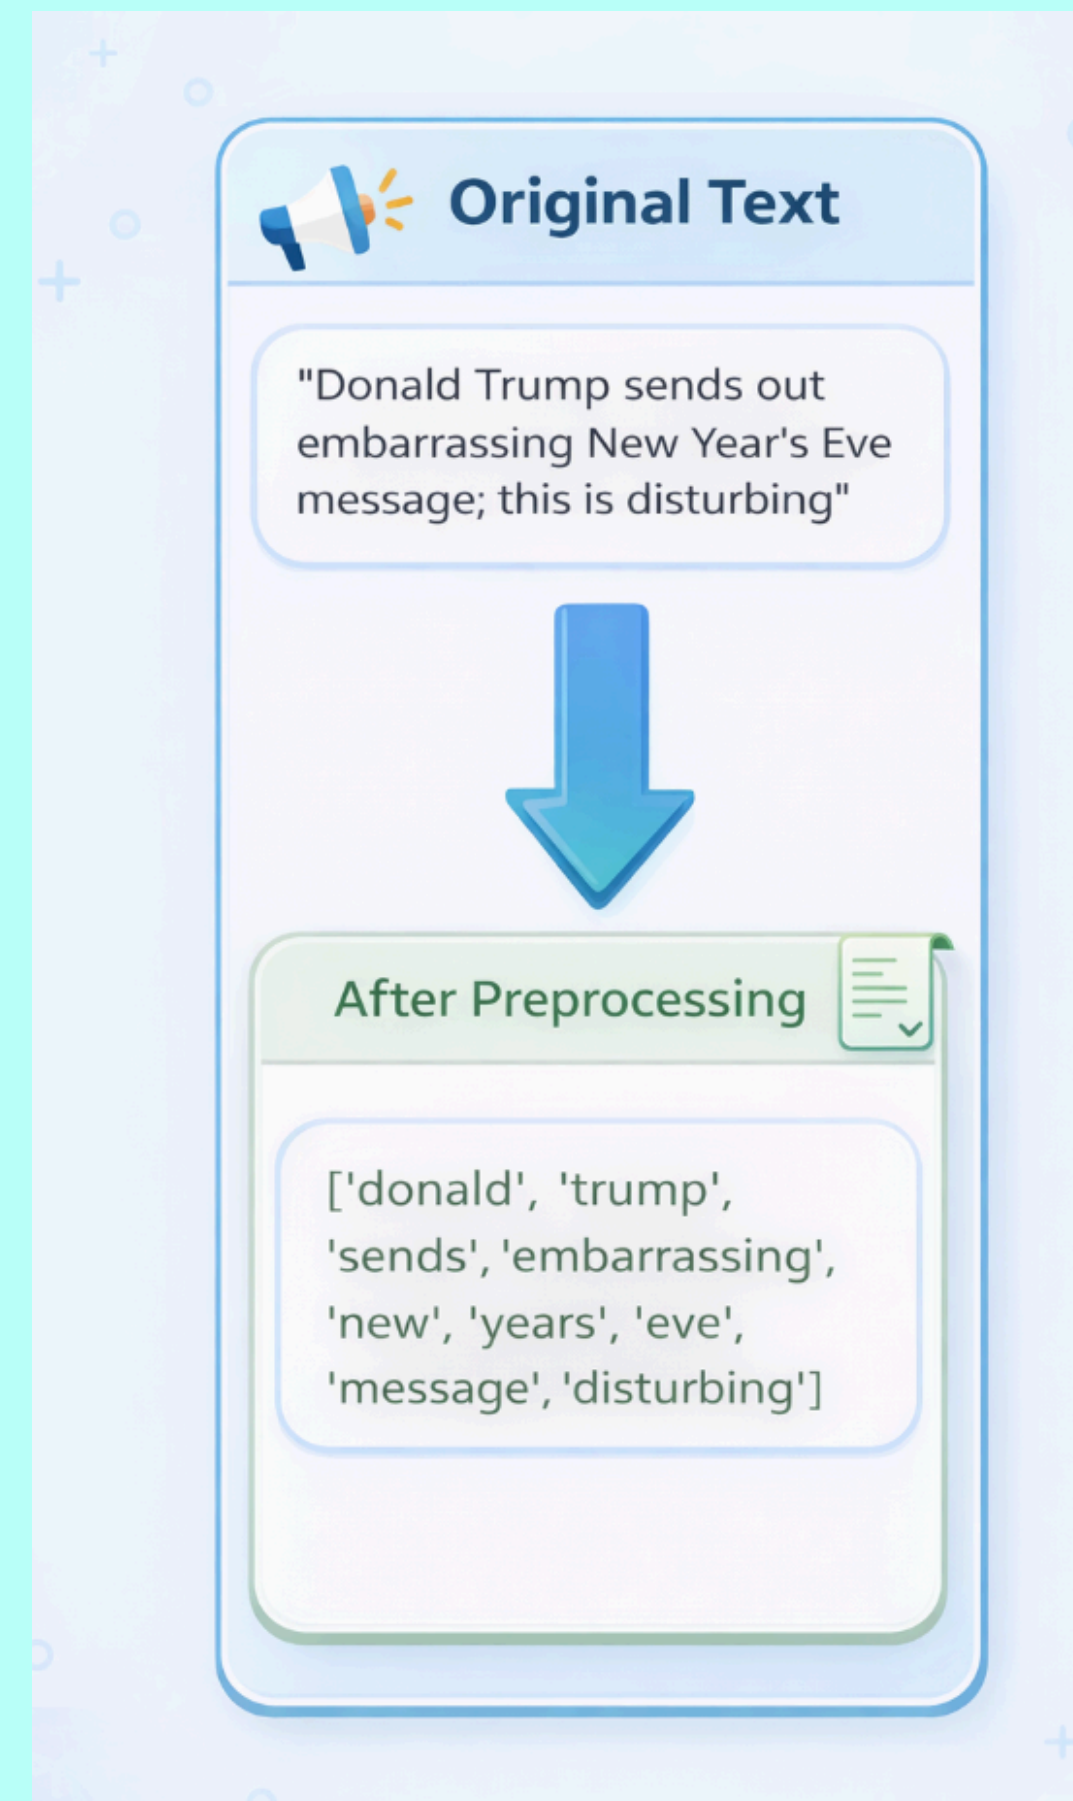 Original Text
"Donald Trump sends out
embarrassing New Year's Eve
message; this is disturbing"
After Preprocessing
['donald', 'trump',
'sends', 'embarrassing',
'new', 'years', 'eve',
'message', 'disturbing']